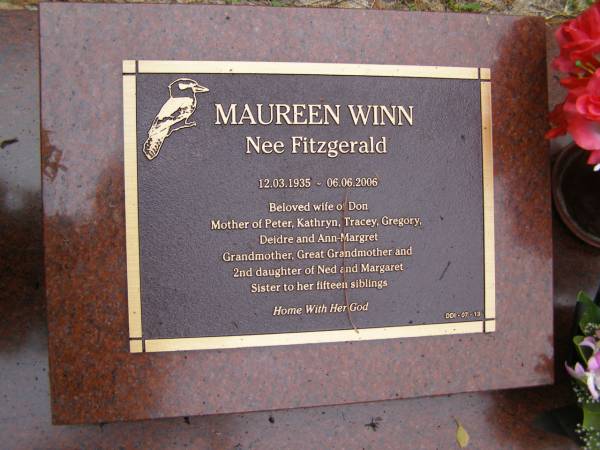 MAUREEN WINN
Nee Fitzgerald
12.03.1935 ~ 06.06.2006
Beloved wife of Don
Mother of Peter, Kathryn, Tracey, Gregory,
Deidre and Ann-Margret
Grandmother, Great Grandmother and
2nd daughter of Ned and Margaret
Sister to her fifteen siblings
Home With Her God
DDI - 07 - 13